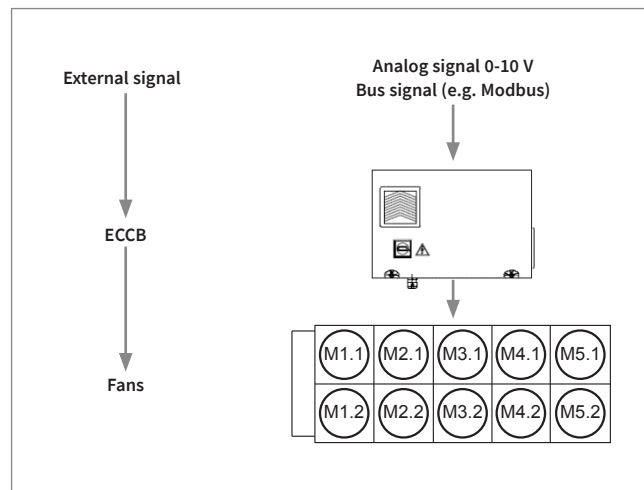 External signal
Analog signal 0-10 V
Bus signal (e.g. Modbus)
ECCB
Fans
M1.1 M2.1 M3.1 M4.1 M5.1
M1.2 M2.2 M3.2 M4.2 M5.2